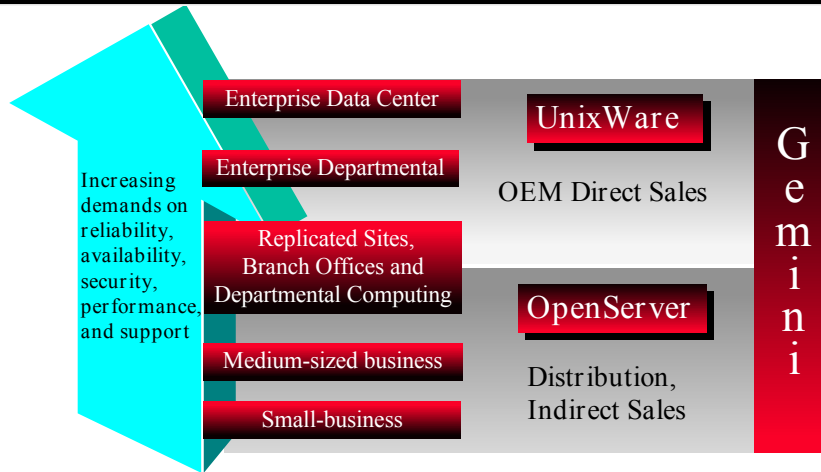 Increasing
demands on
reliability,
availability,
security,
performance,
and support
Enterprise Data Center
Enterprise Departmental
Replicated Sites,
Branch Offices and
Departmental Computing
Medium-sized business
Small-business
UnixWare
OEM Direct Sales
OpenServer
Distribution,
Indirect Sales
Gemini